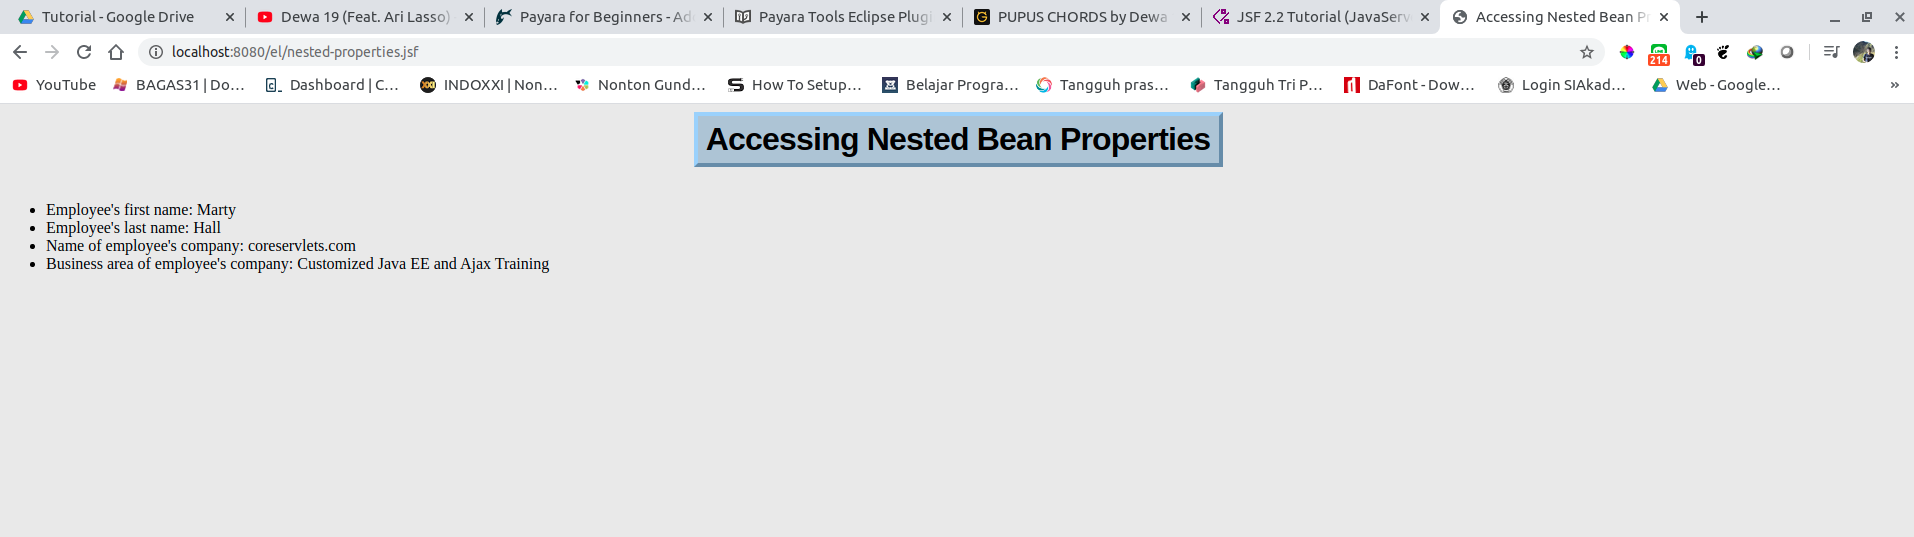 Tutorial - Google Drive
Dewa 19 (Feat. Ari Lasso)
Payara for Beginners - Ad
Payara Tools Eclipse Plugi
PUPUS CHORDS by Dewa
JSF 2.2 Tutorial (JavaServ
Accessing Nested Bean P
localhost:8080/el/nested-properties.jsf
214
0
YouTube
BAGAS31 | Do...
Dashboard | C...
INDOXXI | Non...
Nonton Gund...
How To Setup...
Belajar Progra...
Tangguh pras...
Tangguh Tri P...
DaFont - Dow...
Login SIAkad...
Web - Google...
»
Accessing Nested Bean Properties
• Employee's first name: Marty
• Employee's last name: Hall
• Name of employee's company: coreservlets.com
• Business area of employee's company: Customized Java EE and Ajax Training